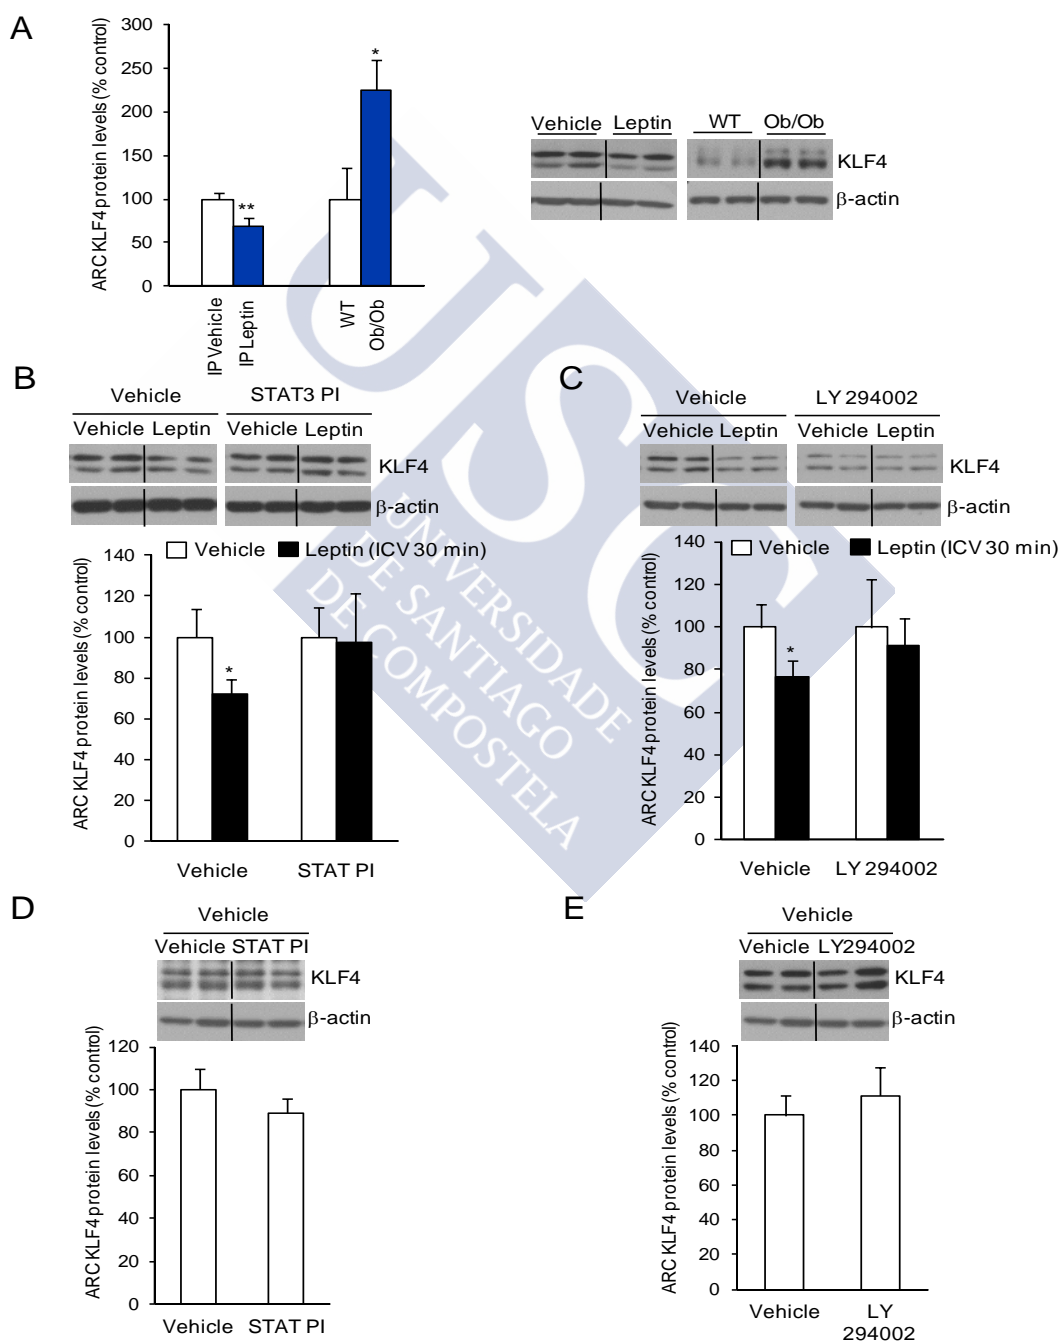 A
ARC KLF4 protein levels (% control)
300
250
200
150
100
50
0
**
*
IP Vehicle
IP Leptin
WT
Ob/Ob
Vehicle Leptin WT Ob/Ob
KLF4
β-actin
B
Vehicle STAT3 PI
Vehicle Leptin Vehicle Leptin
KLF4
β-actin
Vehicle Leptin (ICV 30 min)
ARC KLF4 protein levels (% control)
140
120
100
80
60
40
20
0
*
Vehicle STAT PI
C
Vehicle LY 294002
Vehicle Leptin Vehicle Leptin
KLF4
β-actin
Vehicle Leptin (ICV 30 min)
ARC KLF4 protein levels (% control)
140
120
100
80
60
40
20
0
*
Vehicle LY 294002
USC
UNIVERSIDADE
DE SANTIAGO
DE COMPOSTELA
D
Vehicle
Vehicle STAT PI
KLF4
β-actin
ARC KLF4 protein levels (% control)
120
100
80
60
40
20
0
Vehicle STAT PI
E
Vehicle
Vehicle LY294002
KLF4
β-actin
ARC KLF4 protein levels (% control)
140
120
100
80
60
40
20
0
Vehicle LY
294002